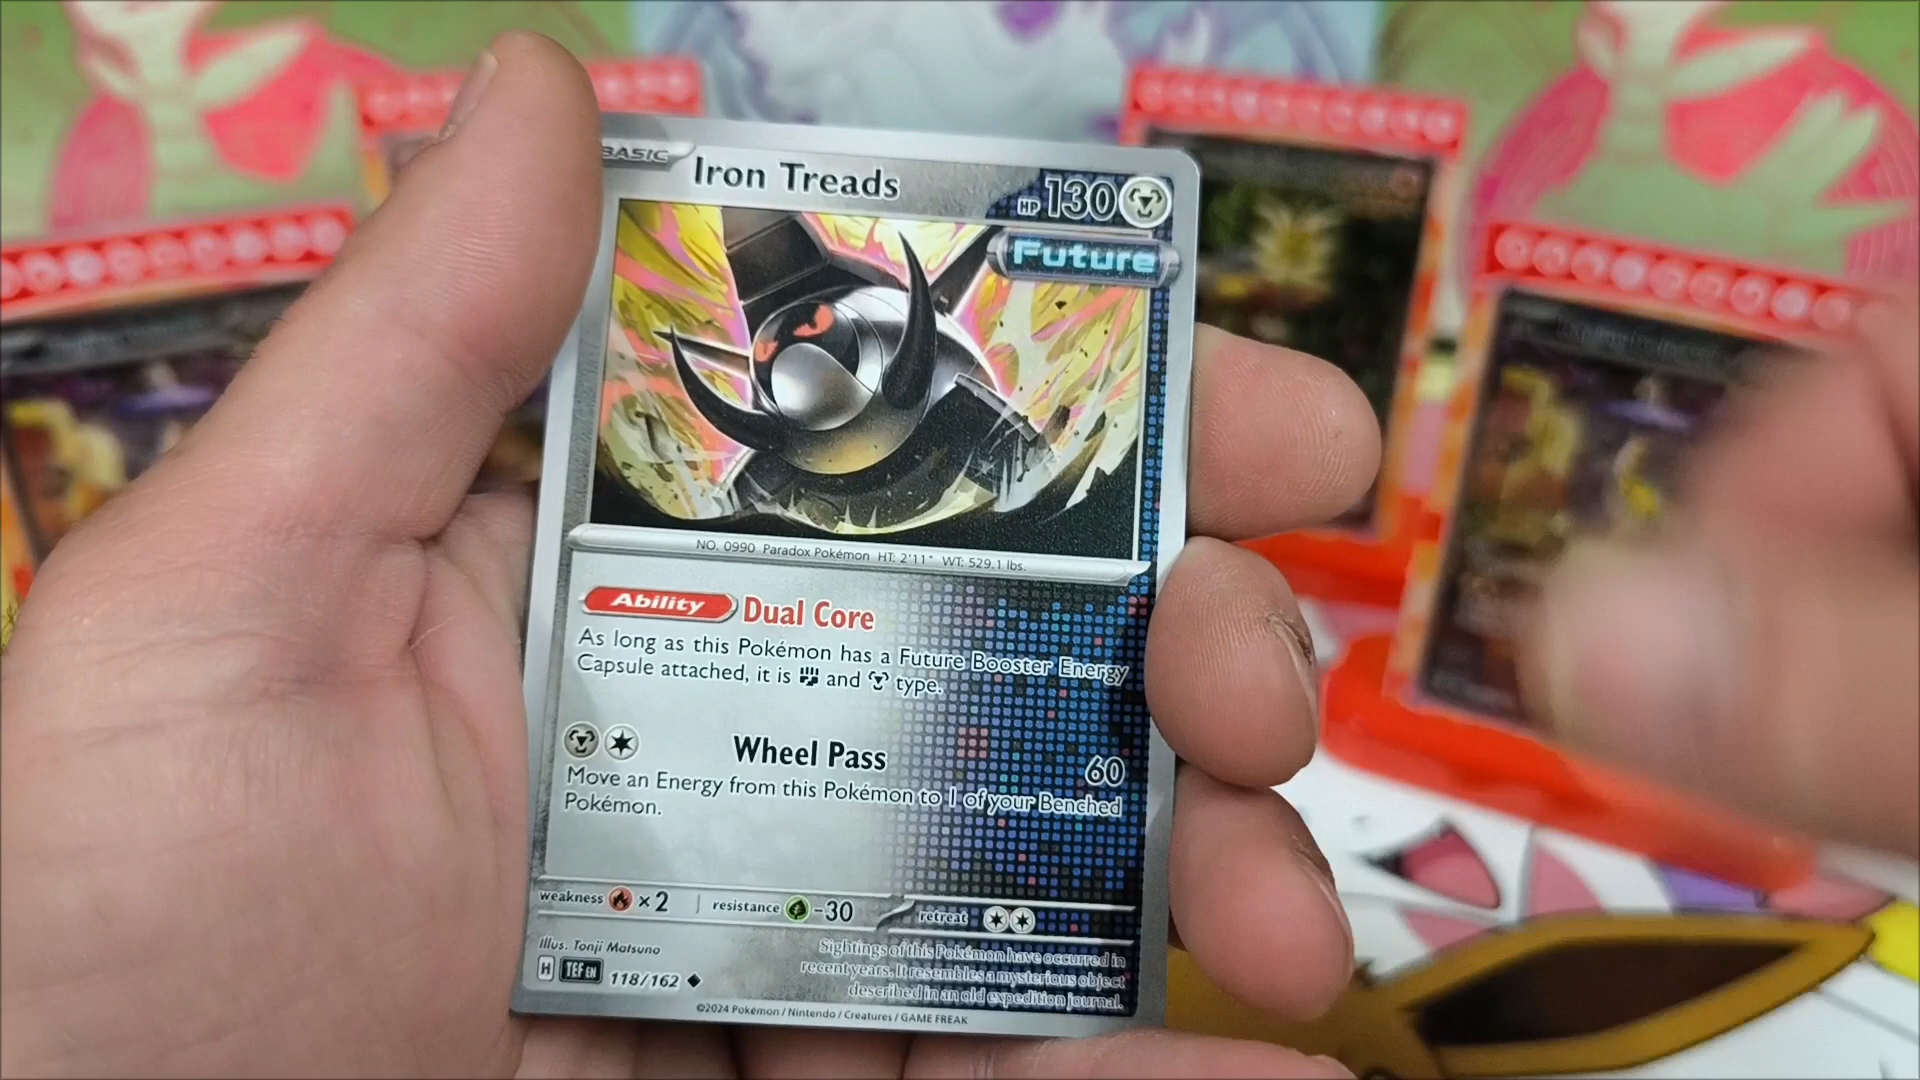 BASIC
Iron Treads
HP 130
Future
NO. 0990 Paradox Pokémon HT: 2'11" WT: 529.1 lbs.
Ability Dual Core
As long as this Pokémon has a Future Booster Energy
Capsule attached, it is and type.
Wheel Pass 60
Move an Energy from this Pokémon to 1 of your Benched
Pokémon.
weakness ×2 resistance -30 retreat
Illus. Tonji Matsuno
H TEF EN 118/162
Sightings of this Pokémon have occurred in
recent years. It resembles a mysterious object
described in an old expedition journal.
©2024 Pokémon / Nintendo / Creatures / GAME FREAK